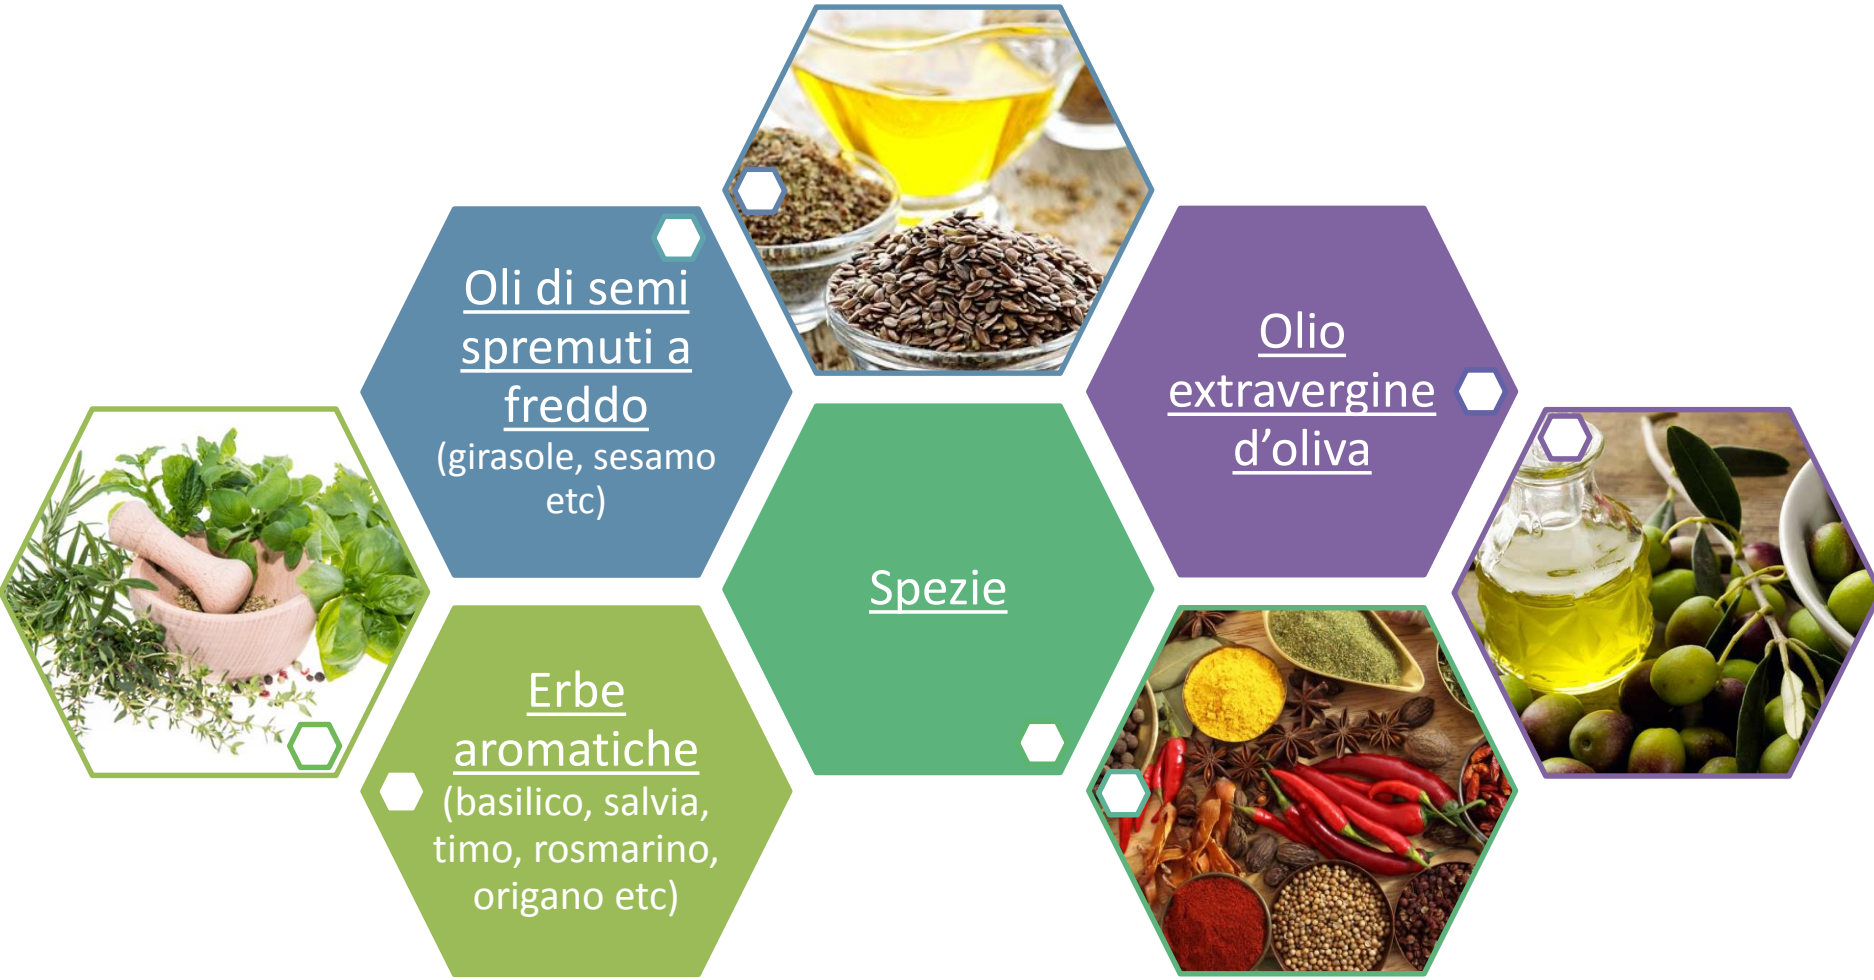 Oli di semi
spremuti a
freddo
(girasole, sesamo
etc)
Olio
extravergine
d’oliva
Spezie
Erbe
aromatiche
(basilico, salvia,
timo, rosmarino,
origano etc)